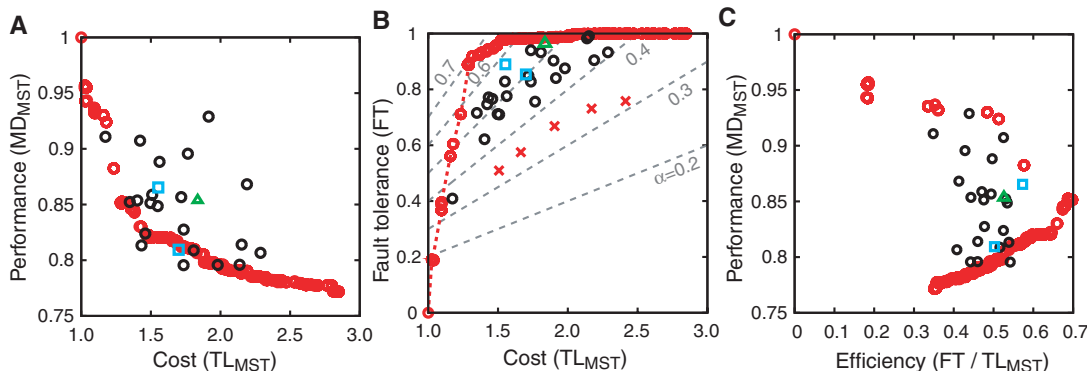 A
Performance (MD_MST)
1
0.95
0.9
0.85
0.8
0.75
1.0 1.5 2.0 2.5 3.0
Cost (TL_MST)
B
Fault tolerance (FT)
1
0.8
0.6
0.4
0.2
0
0.7
0.6
0.4
0.3
α=0.2
1.0 1.5 2.0 2.5 3.0
Cost (TL_MST)
C
Performance (MD_MST)
1
0.95
0.9
0.85
0.8
0.75
0 0.1 0.2 0.3 0.4 0.5 0.6 0.7
Efficiency (FT / TL_MST)